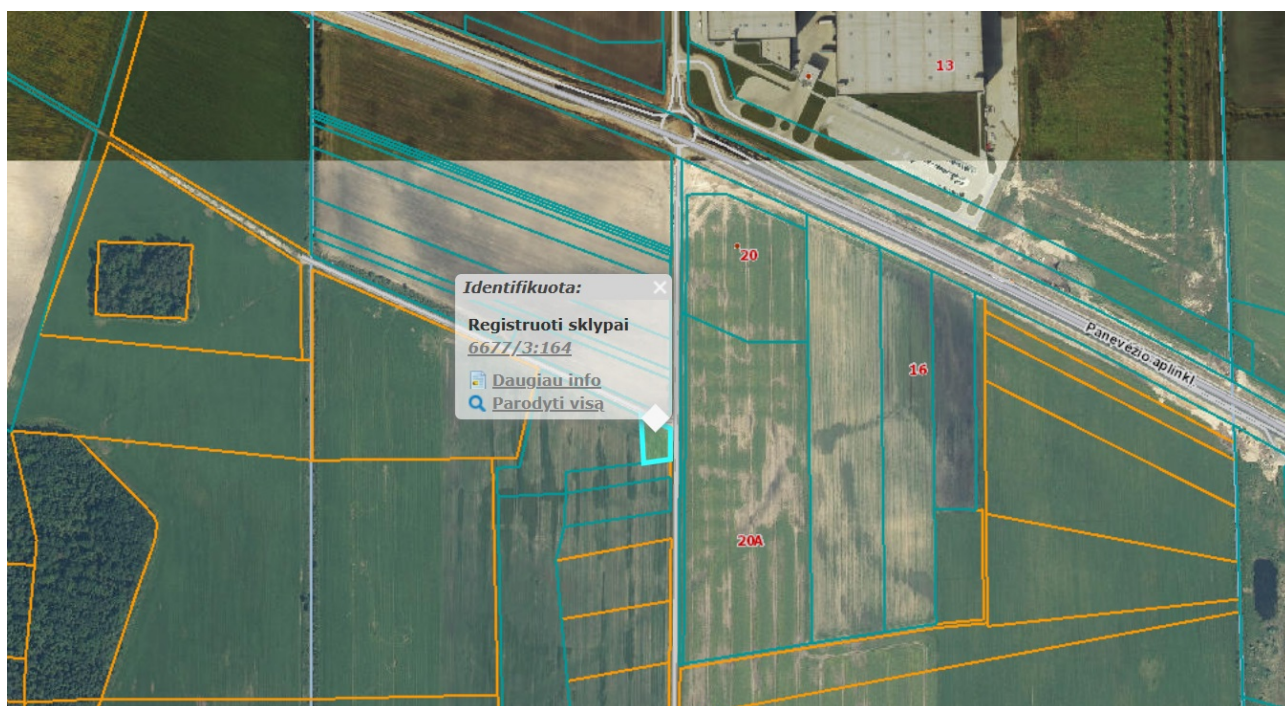 13
20
Identifikuota:
Registruoti sklypai
6677/3:164
Daugiau info
Parodyti visą
Panevėžio aplinkl.
16
20A